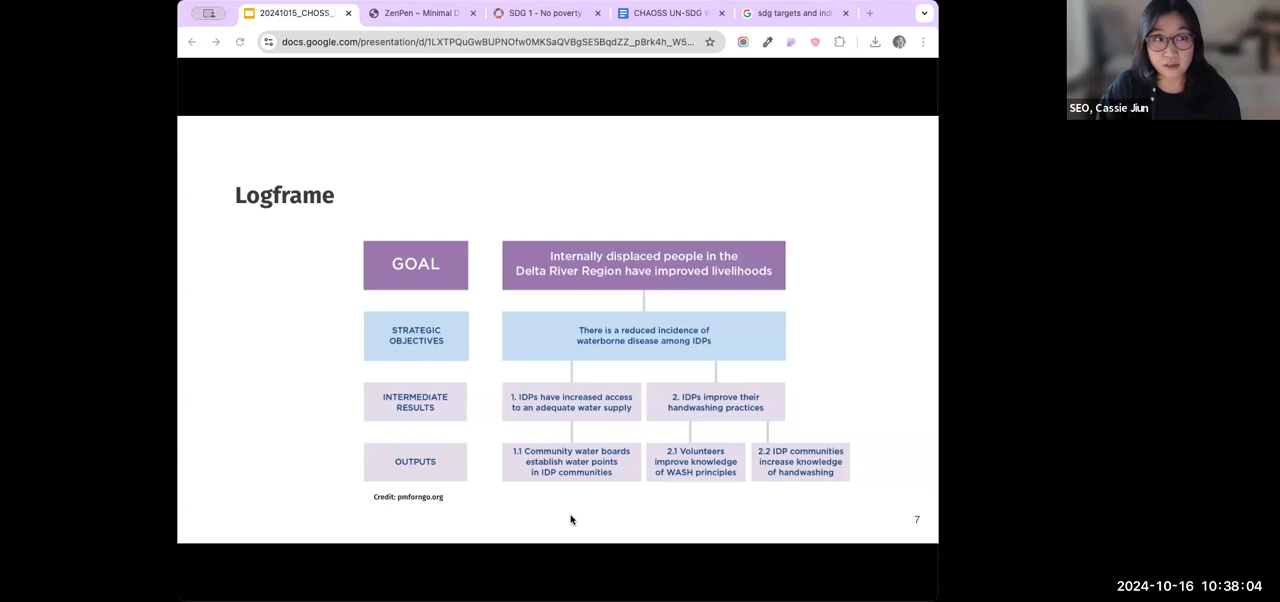 20241015_CHOSS_
ZenPen ~ Minimal D
SDG 1 - No poverty
CHAOSS UN-SDG W
sdg targets and indi
docs.google.com/presentation/d/1LXTPQuGwBUPNOfw0MKSaQVBgSESBqdZZ_pBrk4h_W5...
SEO, Cassie Jiun
Logframe
GOAL
Internally displaced people in the
Delta River Region have improved livelihoods
STRATEGIC
OBJECTIVES
There is a reduced incidence of
waterborne disease among IDPs
INTERMEDIATE
RESULTS
1. IDPs have increased access
to an adequate water supply
2. IDPs improve their
handwashing practices
OUTPUTS
1.1 Community water boards
establish water points
in IDP communities
2.1 Volunteers
improve knowledge
of WASH principles
2.2 IDP communities
increase knowledge
of handwashing
Credit: pmforngo.org
7
2024-10-16 10:38:04